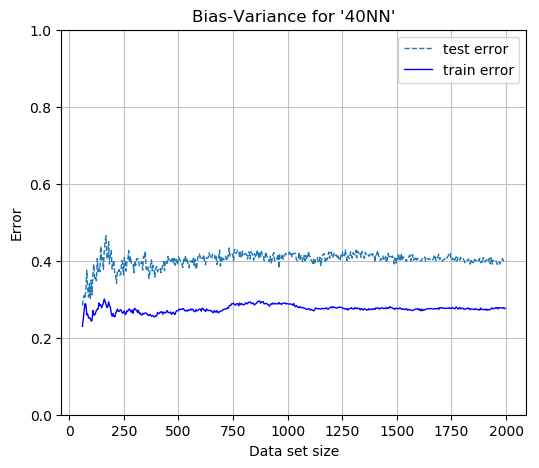 Bias-Variance for '40NN'
1.0
0.8
0.6
0.4
0.2
0.0
Error
test error
train error
0 250 500 750 1000 1250 1500 1750 2000
Data set size